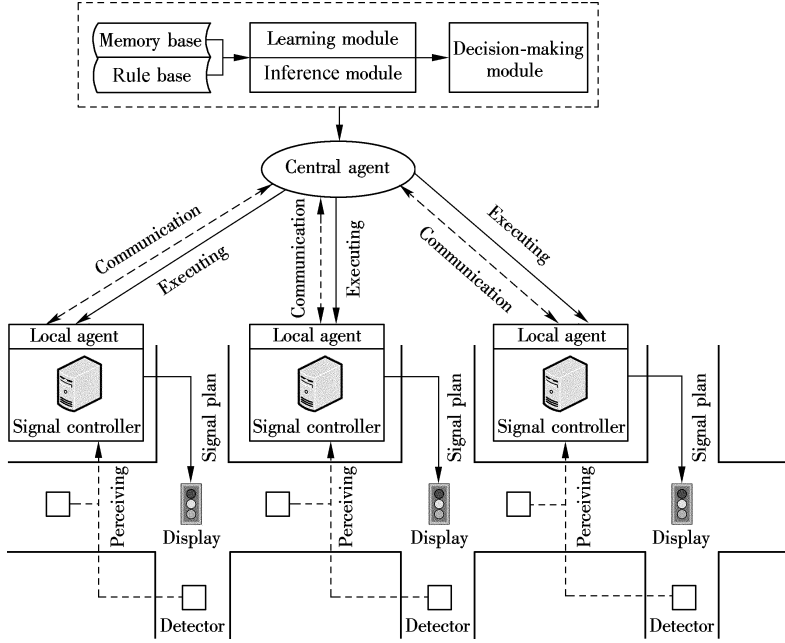 Memory base
Rule base
Learning module
Inference module
Decision-making
module
Central agent
Communication
Executing
Communication
Executing
Communication
Executing
Local agent
Signal controller
Signal plan
Perceiving
Display
Detector
Local agent
Signal controller
Signal plan
Perceiving
Display
Detector
Local agent
Signal controller
Signal plan
Perceiving
Display
Detector